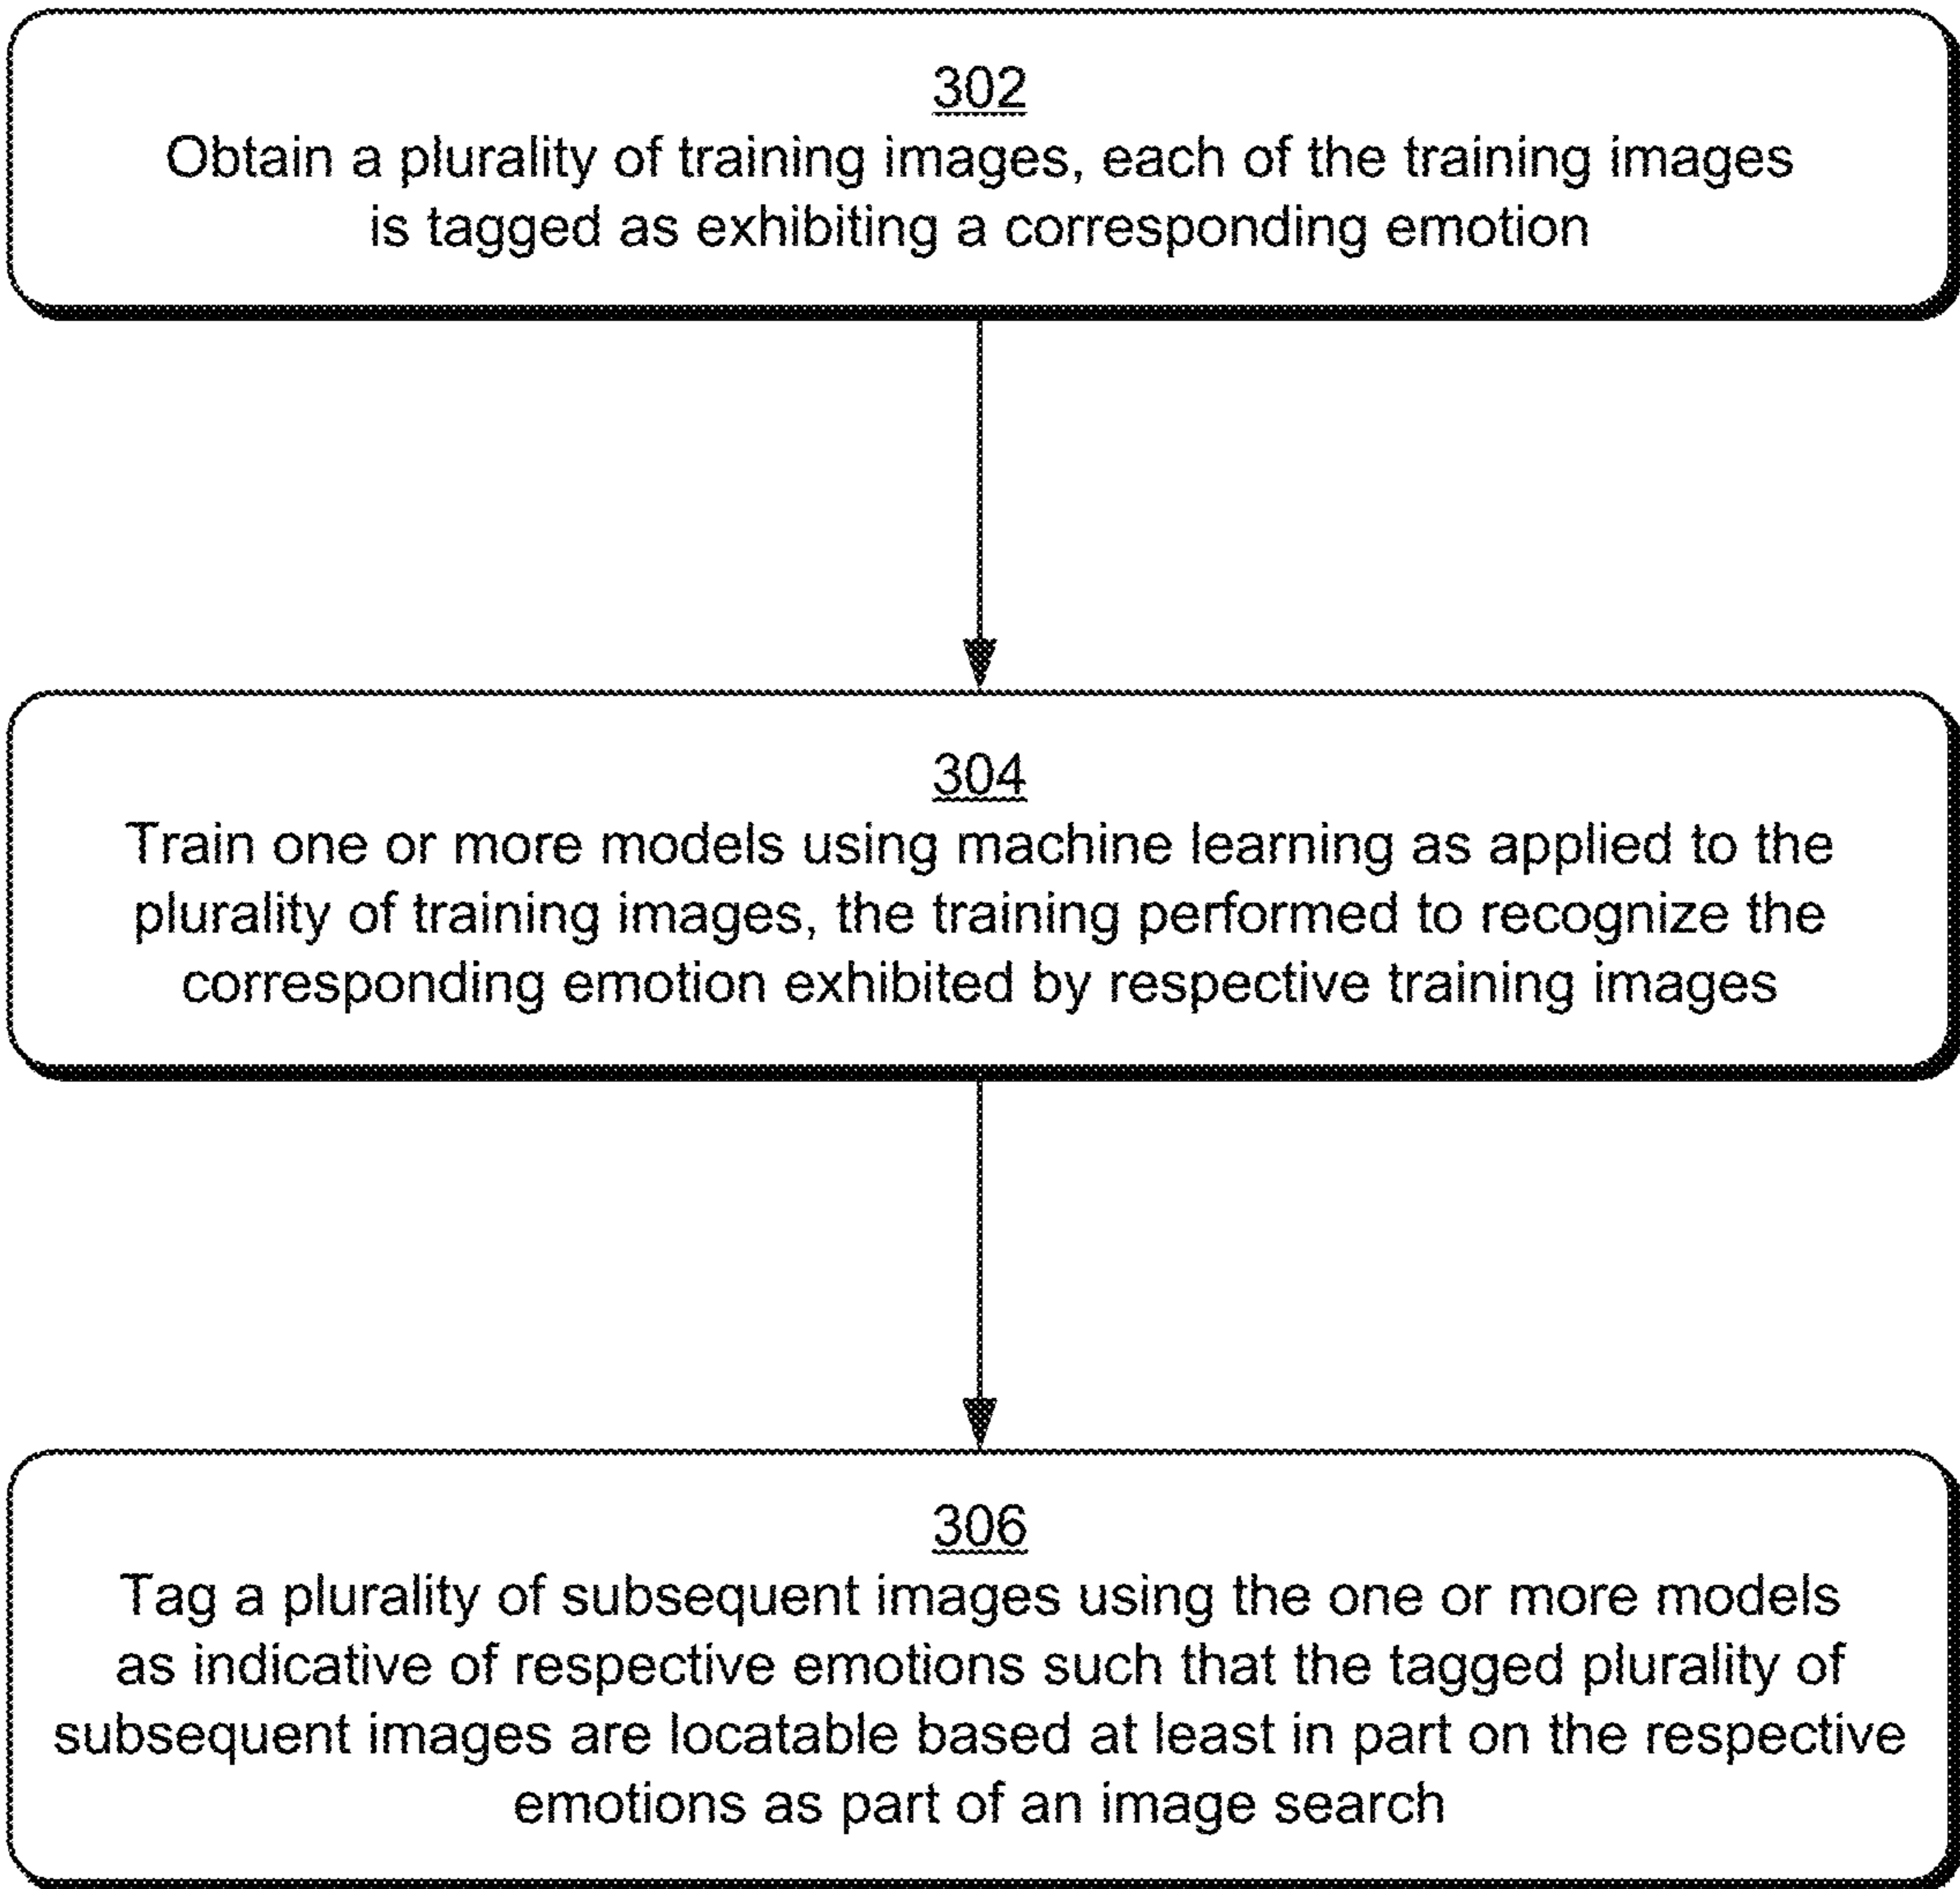 302
Obtain a plurality of training images, each of the training images
is tagged as exhibiting a corresponding emotion
304
Train one or more models using machine learning as applied to the
plurality of training images, the training performed to recognize the
corresponding emotion exhibited by respective training images
306
Tag a plurality of subsequent images using the one or more models
as indicative of respective emotions such that the tagged plurality of
subsequent images are locatable based at least in part on the respective
emotions as part of an image search